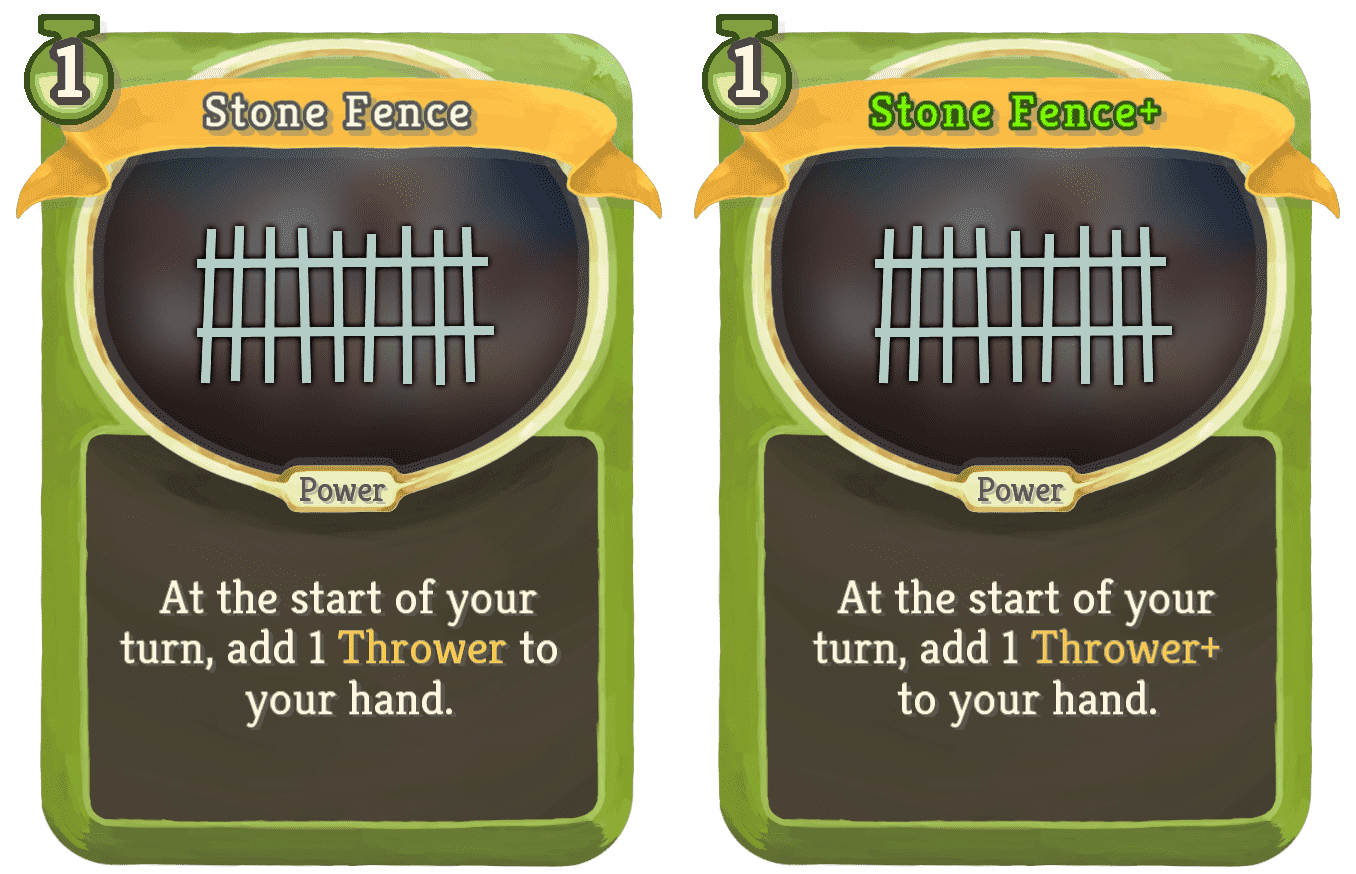 1
Stone Fence
Power
At the start of your
turn, add 1 Thrower to
your hand.
1
Stone Fence+
Power
At the start of your
turn, add 1 Thrower+
to your hand.